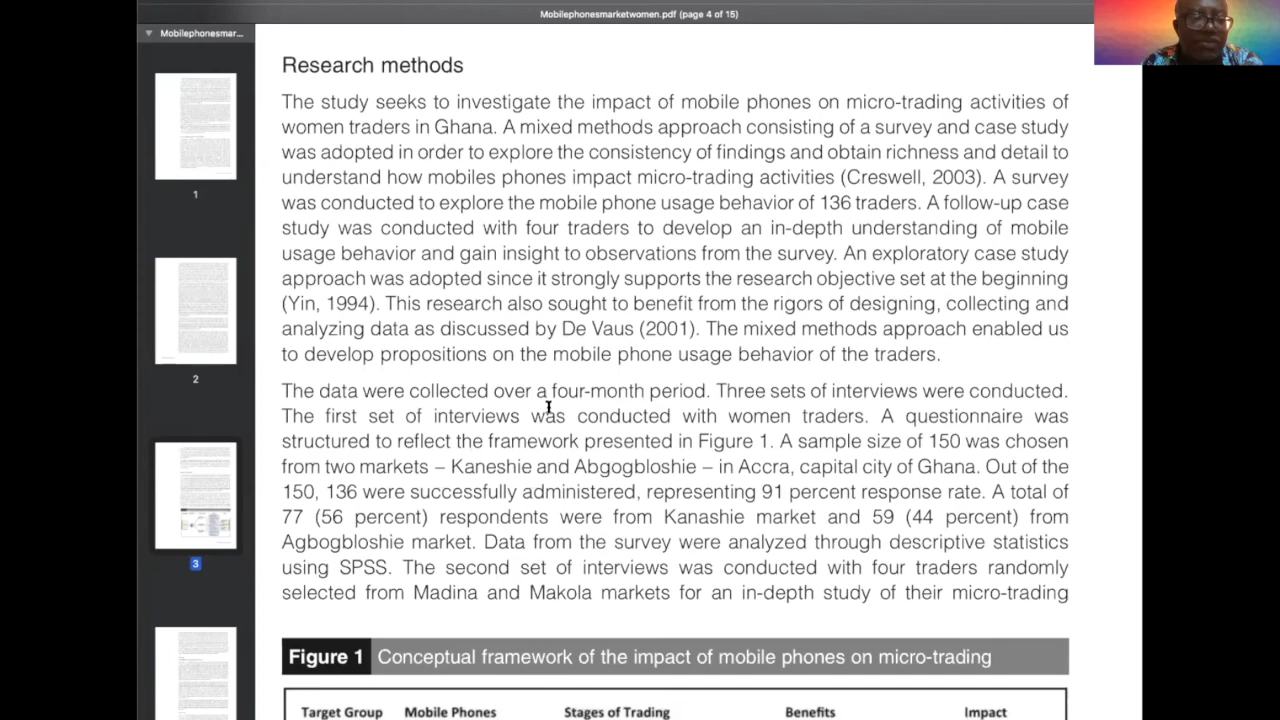 Mobilephonesmarketwomen.pdf (page 4 of 15)
Mobilephonesmar...
1
2
3
Research methods
The study seeks to investigate the impact of mobile phones on micro-trading activities of
women traders in Ghana. A mixed methods approach consisting of a survey and case study
was adopted in order to explore the consistency of findings and obtain richness and detail to
understand how mobiles phones impact micro-trading activities (Creswell, 2003). A survey
was conducted to explore the mobile phone usage behavior of 136 traders. A follow-up case
study was conducted with four traders to develop an in-depth understanding of mobile
usage behavior and gain insight to observations from the survey. An exploratory case study
approach was adopted since it strongly supports the research objective set at the beginning
(Yin, 1994). This research also sought to benefit from the rigors of designing, collecting and
analyzing data as discussed by De Vaus (2001). The mixed methods approach enabled us
to develop propositions on the mobile phone usage behavior of the traders.
The data were collected over a four-month period. Three sets of interviews were conducted.
The first set of interviews was conducted with women traders. A questionnaire was
structured to reflect the framework presented in Figure 1. A sample size of 150 was chosen
from two markets – Kaneshie and Abgogbloshie – in Accra, capital city of Ghana. Out of the
150, 136 were successfully administered, representing 91 percent response rate. A total of
77 (56 percent) respondents were from Kanashie market and 59 (44 percent) from
Agbogbloshie market. Data from the survey were analyzed through descriptive statistics
using SPSS. The second set of interviews was conducted with four traders randomly
selected from Madina and Makola markets for an in-depth study of their micro-trading
Figure 1 Conceptual framework of the impact of mobile phones on micro-trading
Target G Mobile Phones Stages of Trading Benefits Impact